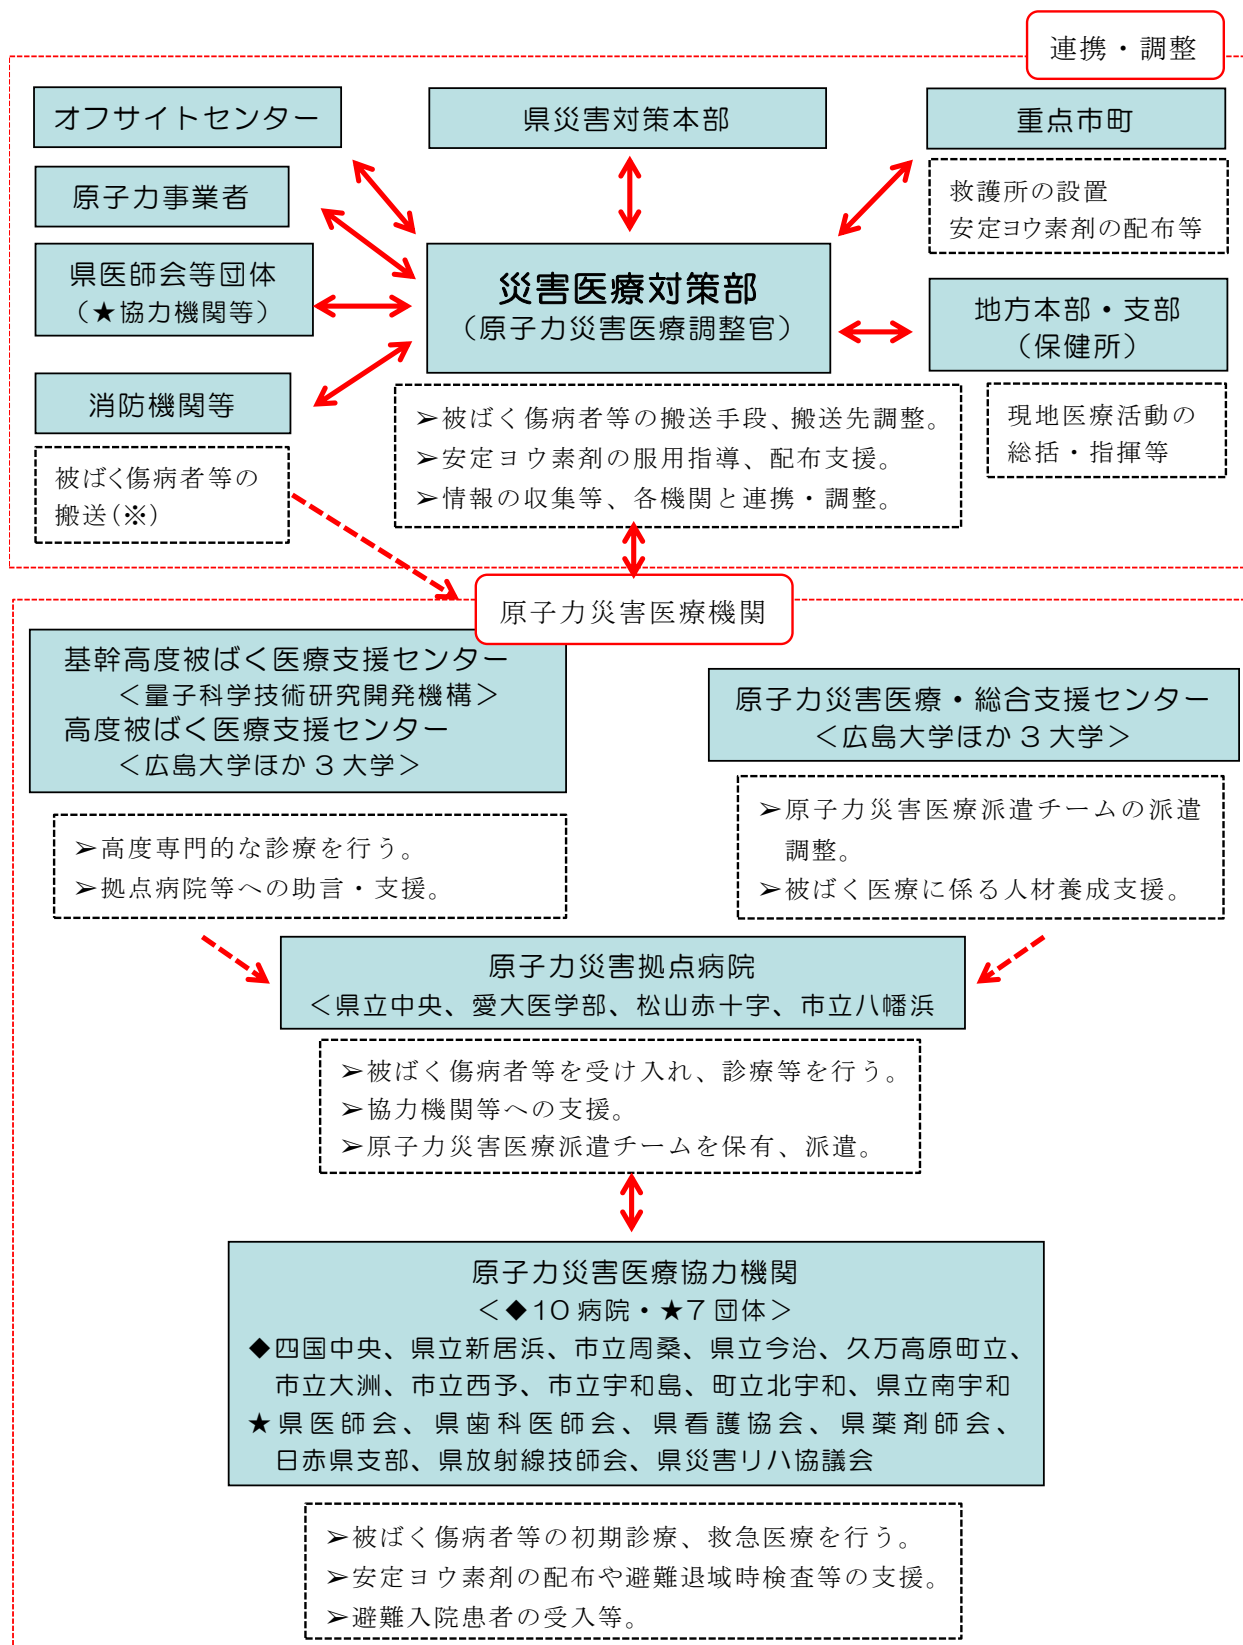 連携・調整
オフサイトセンター
県災害対策本部
重点市町
原子力事業者
救護所の設置
安定ヨウ素剤の配布等
県医師会等団体
（★協力機関等）
災害医療対策部
（原子力災害医療調整官）
地方本部・支部
（保健所）
消防機関等
被ばく傷病者等の
搬送(※)
➢被ばく傷病者等の搬送手段、搬送先調整。
➢安定ヨウ素剤の服用指導、配布支援。
➢情報の収集等、各機関と連携・調整。
現地医療活動の
総括・指揮等
原子力災害医療機関
基幹高度被ばく医療支援センター
＜量子科学技術研究開発機構＞
高度被ばく医療支援センター
＜広島大学ほか３大学＞
原子力災害医療・総合支援センター
＜広島大学ほか３大学＞
➢高度専門的な診療を行う。
➢拠点病院等への助言・支援。
➢原子力災害医療派遣チームの派遣
調整。
➢被ばく医療に係る人材養成支援。
原子力災害拠点病院
＜県立中央、愛大医学部、松山赤十字、市立八幡浜
➢被ばく傷病者等を受け入れ、診療等を行う。
➢協力機関等への支援。
➢原子力災害医療派遣チームを保有、派遣。
原子力災害医療協力機関
＜◆10 病院・★７団体＞
◆四国中央、県立新居浜、市立周桑、県立今治、久万高原町立、
市立大洲、市立西予、市立宇和島、町立北宇和、県立南宇和
★県医師会、県歯科医師会、県看護協会、県薬剤師会、
日赤県支部、県放射線技師会、県災害リハ協議会
➢被ばく傷病者等の初期診療、救急医療を行う。
➢安定ヨウ素剤の配布や避難退域時検査等の支援。
➢避難入院患者の受入等。